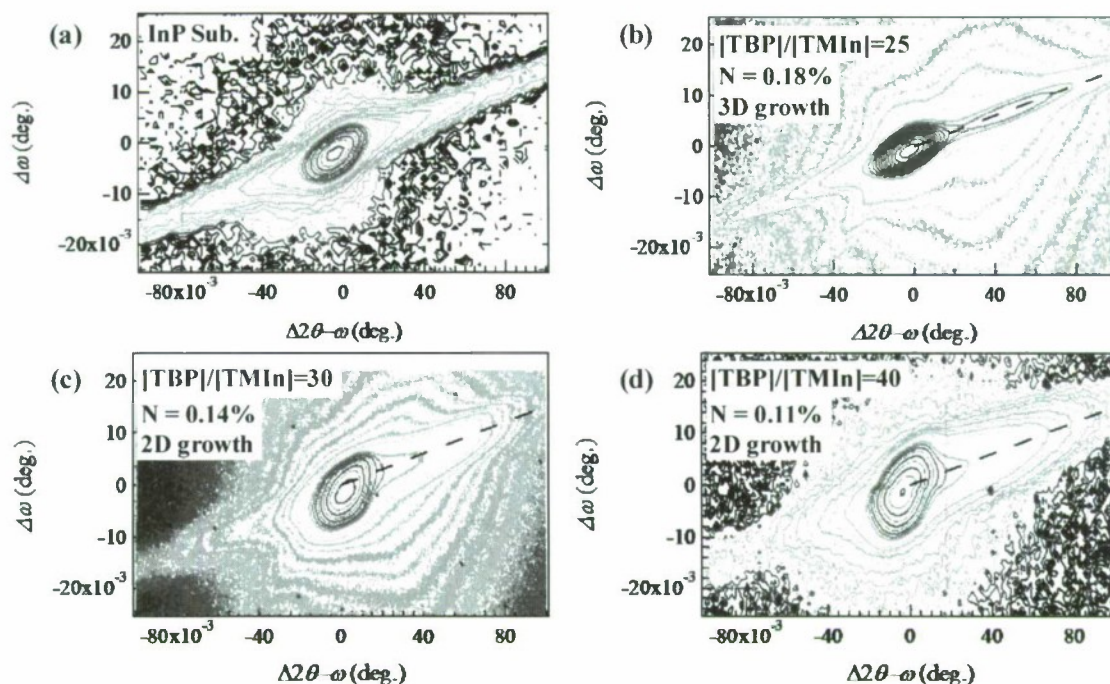 (a)
InP Sub.
20
10
0
-10
-20x10⁻³
Δω (deg.)
-80x10⁻³ -40 0 40 80
Δ2θ–ω (deg.)
(b)
|TBP|/|TMIn|=25
N = 0.18%
3D growth
20
10
0
-10
-20x10⁻³
Δω (deg.)
-80x10⁻³ -40 0 40 80
Δ2θ–ω (deg.)
(c)
|TBP|/|TMIn|=30
N = 0.14%
2D growth
20
10
0
-10
-20x10⁻³
Δω (deg.)
-80x10⁻³ -40 0 40 80
Δ2θ–ω (deg.)
(d)
|TBP|/|TMIn|=40
N = 0.11%
2D growth
20
10
0
-10
-20x10⁻³
Δω (deg.)
-80x10⁻³ -40 0 40 80
Δ2θ–ω (deg.)